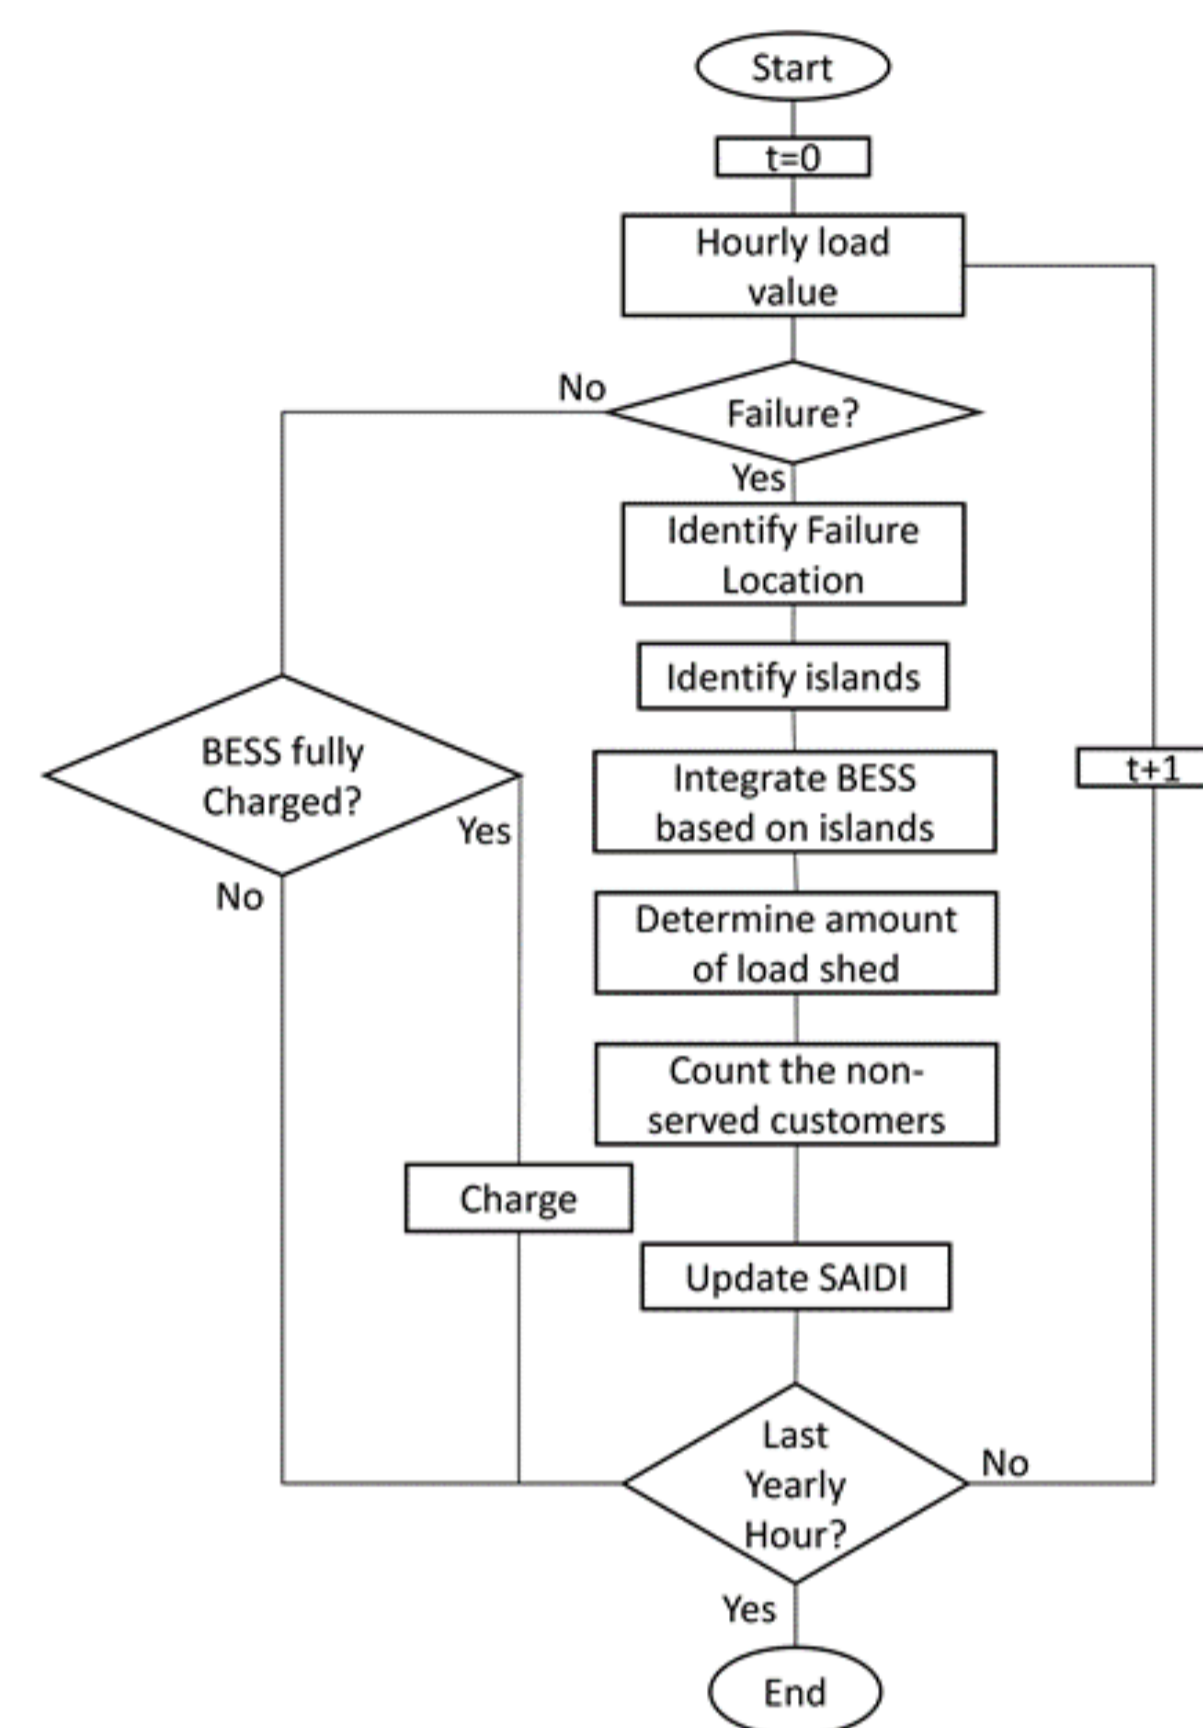 Start
t=0
Hourly load
value
No
Failure?
Yes
Identify Failure
Location
Identify islands
BESS fully
Charged?
Yes
No
Integrate BESS
based on islands
t+1
Determine amount
of load shed
Count the non-
served customers
Charge
Update SAIDI
Last
Yearly
Hour?
No
Yes
End